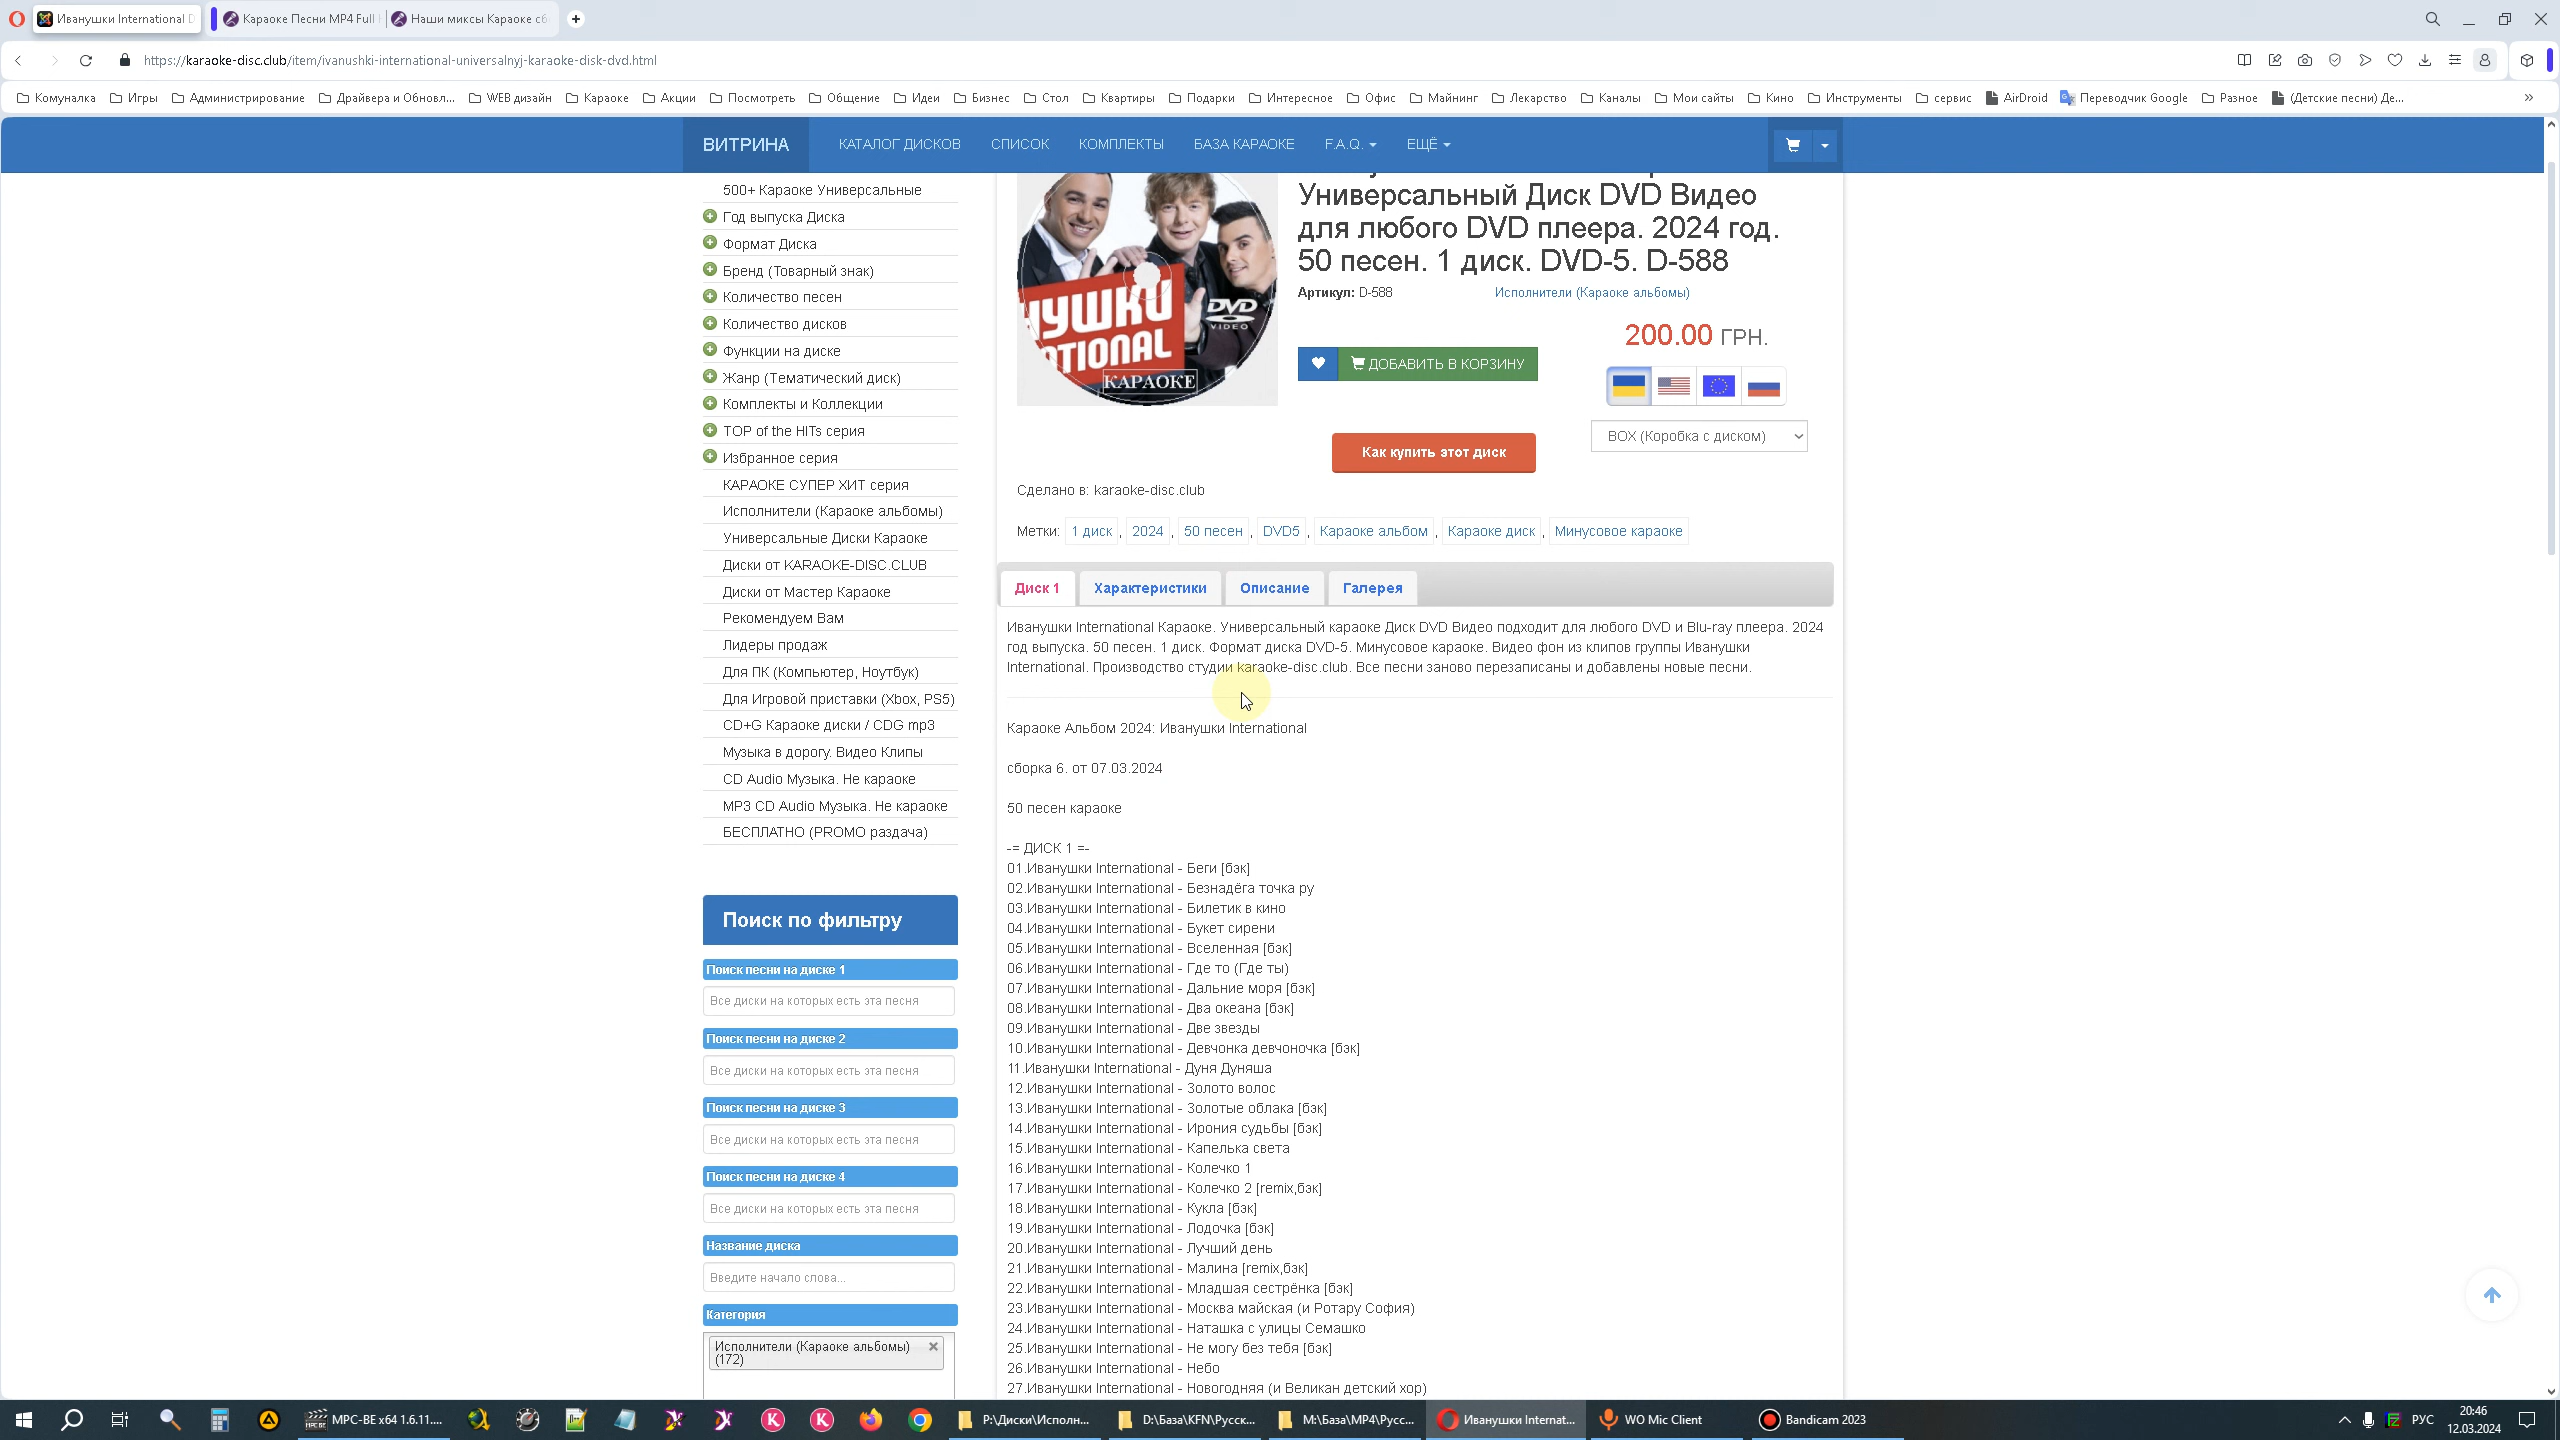 Иванушки International D
Караоке Песни MP4 Full
Наши миксы Караоке сб
https://karaoke-disc.club/item/ivanushki-international-universalnyj-karaoke-disk-dvd.html
Комуналка
Игры
Администрирование
Драйвера и Обновл...
WEB дизайн
Караоке
Акции
Посмотреть
Общение
Идеи
Бизнес
Стол
Квартиры
Подарки
Интересное
Офис
Майнинг
Лекарство
Каналы
Мои сайты
Кино
Инструменты
сервис
AirDroid
Переводчик Google
Разное
(Детские песни) Де...
ВИТРИНА
КАТАЛОГ ДИСКОВ
СПИСОК
КОМПЛЕКТЫ
БАЗА КАРАОКЕ
F.A.Q.
ЕЩЁ
500+ Караоке Универсальные
Год выпуска Диска
Формат Диска
Бренд (Товарный знак)
Количество песен
Количество дисков
Функции на диске
Жанр (Тематический диск)
Комплекты и Коллекции
TOP of the HITs серия
Избранное серия
КАРАОКЕ СУПЕР ХИТ серия
Исполнители (Караоке альбомы)
Универсальные Диски Караоке
Диски от KARAOKE-DISC.CLUB
Диски от Мастер Караоке
Рекомендуем Вам
Лидеры продаж
Для ПК (Компьютер, Ноутбук)
Для Игровой приставки (Xbox, PS5)
CD+G Караоке диски / CDG mp3
Музыка в дорогу. Видео Клипы
CD Audio Музыка. Не караоке
MP3 CD Audio Музыка. Не караоке
БЕСПЛАТНО (PROMO раздача)
Поиск по фильтру
Поиск песни на диске 1
Все диски на которых есть эта песня
Поиск песни на диске 2
Все диски на которых есть эта песня
Поиск песни на диске 3
Все диски на которых есть эта песня
Поиск песни на диске 4
Все диски на которых есть эта песня
Название диска
Введите начало слова...
Категория
Исполнители (Караоке альбомы)
(172)
НУШКИ
NATIONAL
DVD
VIDEO
КАРАОКЕ
Универсальный Диск DVD Видео
для любого DVD плеера. 2024 год.
50 песен. 1 диск. DVD-5. D-588
Артикул: D-588
Исполнители (Караоке альбомы)
200.00 ГРН.
ДОБАВИТЬ В КОРЗИНУ
BOX (Коробка с диском)
Как купить этот диск
Сделано в: karaoke-disc.club
Метки: 1 диск , 2024 , 50 песен , DVD5 , Караоке альбом , Караоке диск , Минусовое караоке
Диск 1
Характеристики
Описание
Галерея
Иванушки International Караоке. Универсальный караоке Диск DVD Видео подходит для любого DVD и Blu-ray плеера. 2024
год выпуска. 50 песен. 1 диск. Формат диска DVD-5. Минусовое караоке. Видео фон из клипов группы Иванушки
International. Производство студии karaoke-disc.club. Все песни заново перезаписаны и добавлены новые песни.
Караоке Альбом 2024: Иванушки International
сборка 6. от 07.03.2024
50 песен караоке
-= ДИСК 1 =-
01.Иванушки International - Беги [бэк]
02.Иванушки International - Безнадёга точка ру
03.Иванушки International - Билетик в кино
04.Иванушки International - Букет сирени
05.Иванушки International - Вселенная [бэк]
06.Иванушки International - Где то (Где ты)
07.Иванушки International - Дальние моря [бэк]
08.Иванушки International - Два океана [бэк]
09.Иванушки International - Две звезды
10.Иванушки International - Девчонка девчоночка [бэк]
11.Иванушки International - Дуня Дуняша
12.Иванушки International - Золото волос
13.Иванушки International - Золотые облака [бэк]
14.Иванушки International - Ирония судьбы [бэк]
15.Иванушки International - Капелька света
16.Иванушки International - Колечко 1
17.Иванушки International - Колечко 2 [remix,бэк]
18.Иванушки International - Кукла [бэк]
19.Иванушки International - Лодочка [бэк]
20.Иванушки International - Лучший день
21.Иванушки International - Малина [remix,бэк]
22.Иванушки International - Младшая сестрёнка [бэк]
23.Иванушки International - Москва майская (и Ротару София)
24.Иванушки International - Наташка с улицы Семашко
25.Иванушки International - Не могу без тебя [бэк]
26.Иванушки International - Небо
27.Иванушки International - Новогодняя (и Великан детский хор)
MPC-BE x64 1.6.11....
P:\Диски\Исполн...
D:\База\KFN\Русск...
M:\База\MP4\Русс...
Иванушки Internat...
WO Mic Client
Bandicam 2023
РУС
20:46
12.03.2024